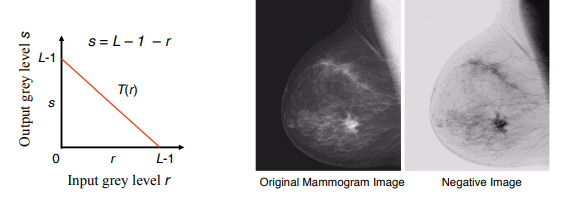 s = L – 1 – r
Output grey level s
L-1
s
T(r)
0
r
L-1
Input grey level r
Original Mammogram Image
Negative Image